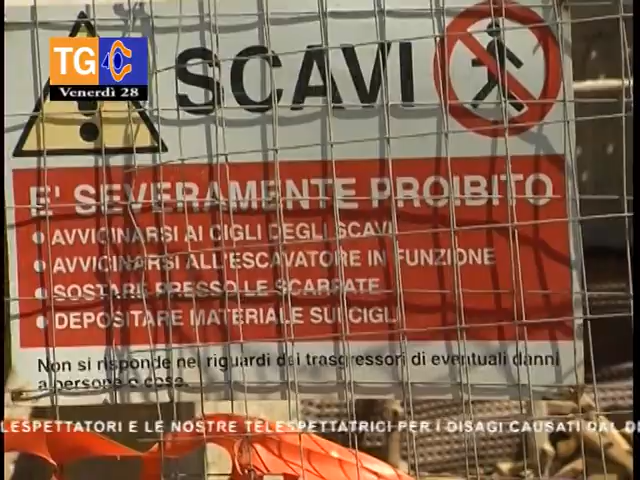 TG
Venerdì 28
SCAVI
E' SEVERAMENTE PROIBITO
AVVICINARSI AI CIGLI DEGLI SCAVI
AVVICINARSI ALL'ESCAVATORE IN FUNZIONE
SOSTARE PRESSO LE SCARPATE
DEPOSITARE MATERIALE SUI CIGLI
Non si risponde nei riguardi dei trasgressori di eventuali danni
a persone o cose.
LESPETTATORI E LE NOSTRE TELESPETTATRICI PER I DISAGI CAUSATI DAL